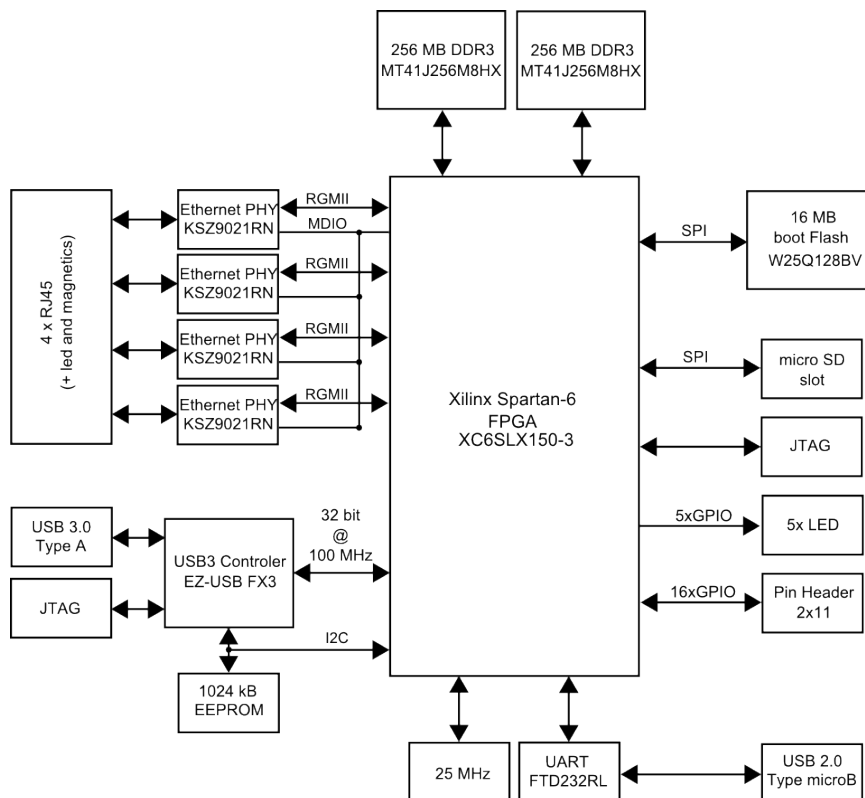 256 MB DDR3
MT41J256M8HX
256 MB DDR3
MT41J256M8HX
4 x RJ45
(+ led and magnetics)
Ethernet PHY
KSZ9021RN
RGMII
MDIO
Ethernet PHY
KSZ9021RN
RGMII
Ethernet PHY
KSZ9021RN
RGMII
Ethernet PHY
KSZ9021RN
RGMII
Xilinx Spartan-6
FPGA
XC6SLX150-3
SPI
16 MB
boot Flash
W25Q128BV
SPI
micro SD
slot
JTAG
5xGPIO
5x LED
16xGPIO
Pin Header
2x11
USB 3.0
Type A
JTAG
USB3 Controler
EZ-USB FX3
32 bit
@
100 MHz
I2C
1024 kB
EEPROM
25 MHz
UART
FTD232RL
USB 2.0
Type microB